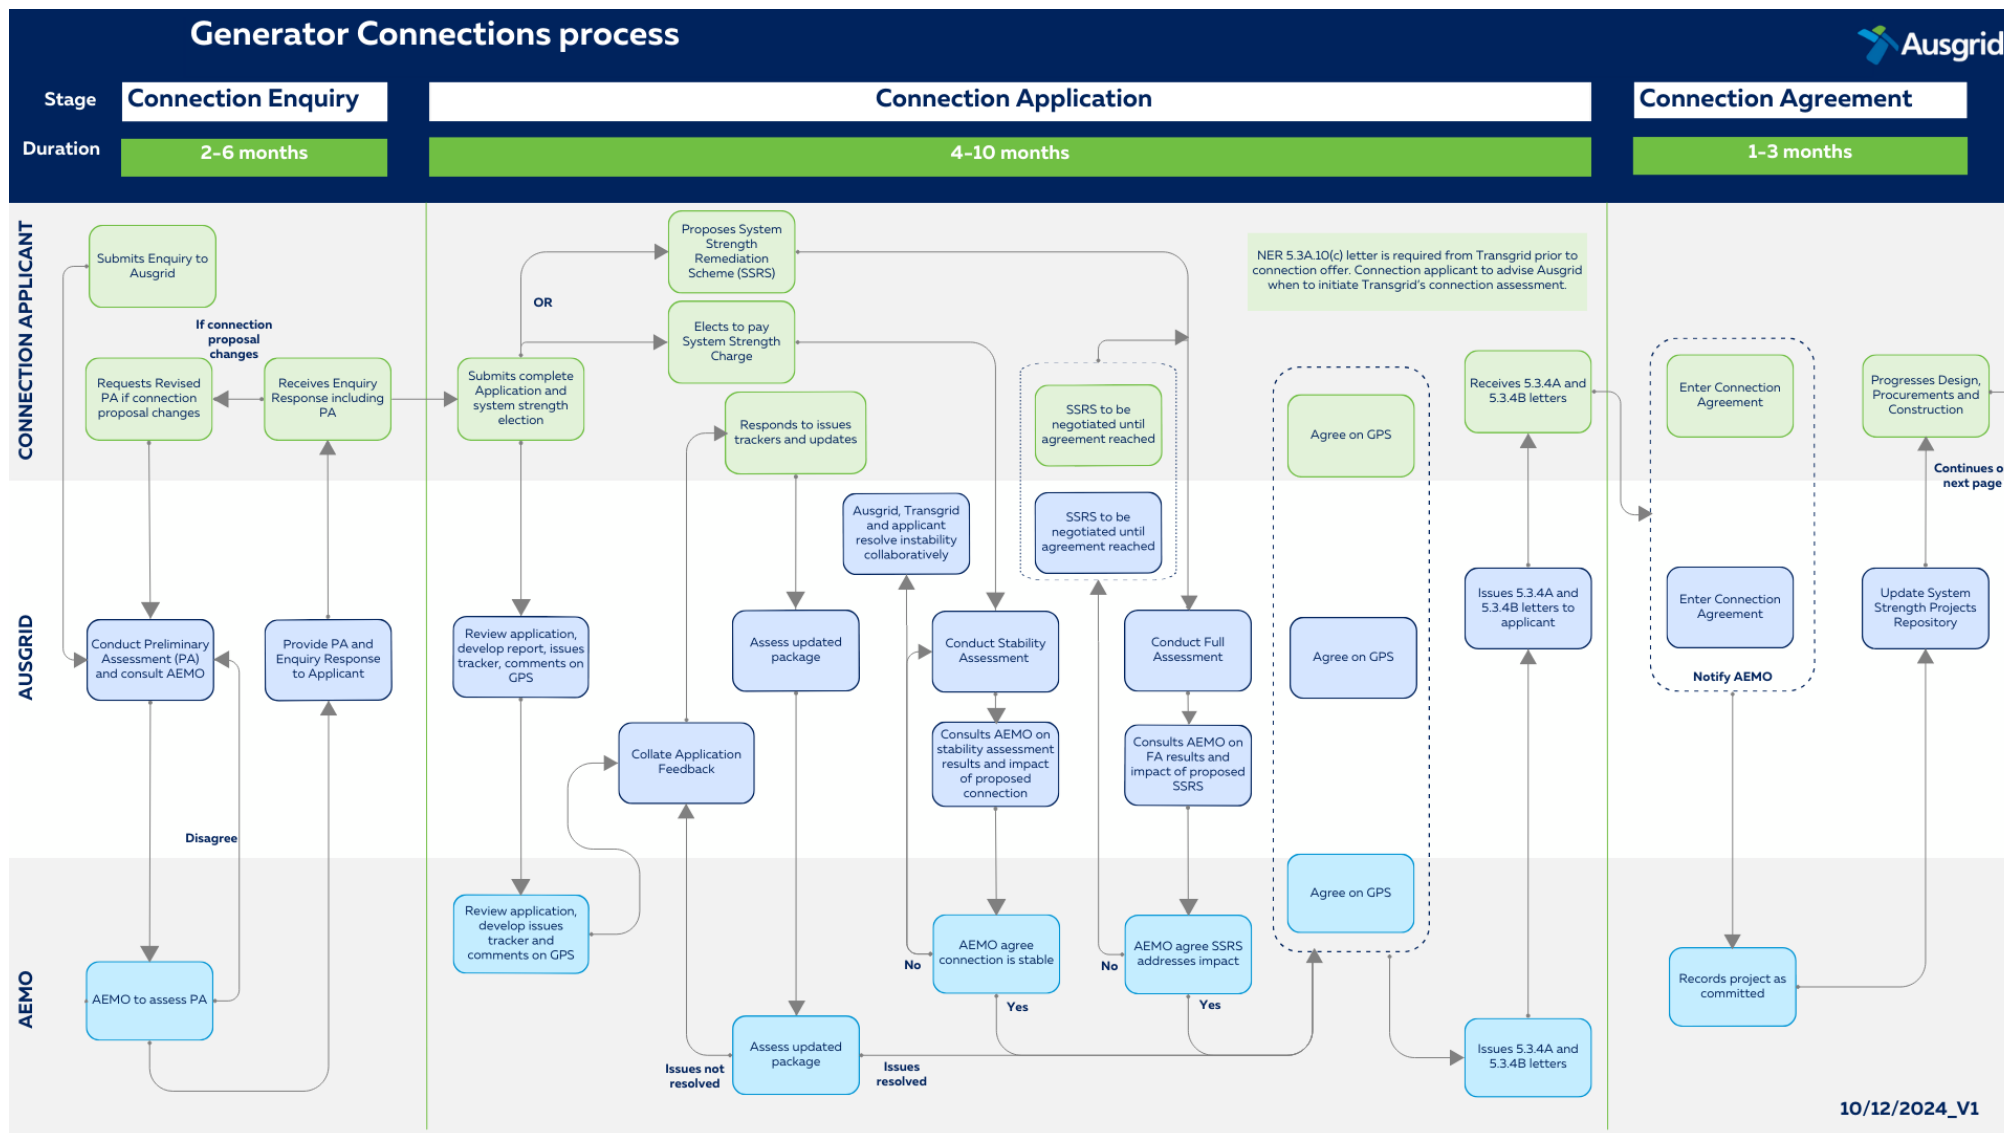 Generator Connections process
Ausgrid
Stage
Connection Enquiry
Connection Application
Connection Agreement
Duration
2-6 months
4-10 months
1-3 months
CONNECTION APPLICANT
Submits Enquiry to
Ausgrid
If connection
proposal
changes
Requests Revised
PA if connection
proposal changes
Receives Enquiry
Response including
PA
Submits complete
Application and
system strength
election
OR
Proposes System
Strength
Remediation
Scheme (SSRS)
Elects to pay
System Strength
Charge
Responds to issues
trackers and updates
SSRS to be
negotiated until
agreement reached
NER 5.3A.10(c) letter is required from Transgrid prior to
connection offer. Connection applicant to advise Ausgrid
when to initiate Transgrid's connection assessment.
Agree on GPS
Receives 5.3.4A and
5.3.4B letters
Enter Connection
Agreement
Progresses Design,
Procurements and
Construction
Continues o
next page
AUSGRID
Conduct Preliminary
Assessment (PA)
and consult AEMO
Provide PA and
Enquiry Response
to Applicant
Disagree
Review application,
develop report, issues
tracker, comments on
GPS
Collate Application
Feedback
Assess updated
package
Ausgrid, Transgrid
and applicant
resolve instability
collaboratively
Conduct Stability
Assessment
Consults AEMO on
stability assessment
results and impact
of proposed
connection
SSRS to be
negotiated until
agreement reached
Conduct Full
Assessment
Consults AEMO on
FA results and
impact of proposed
SSRS
Agree on GPS
Issues 5.3.4A and
5.3.4B letters to
applicant
Enter Connection
Agreement
Notify AEMO
Update System
Strength Projects
Repository
AEMO
AEMO to assess PA
Review application,
develop issues
tracker and
comments on GPS
Issues not
resolved
Assess updated
package
Issues
resolved
No
AEMO agree
connection is stable
Yes
No
AEMO agree SSRS
addresses impact
Yes
Agree on GPS
Issues 5.3.4A and
5.3.4B letters
Records project as
committed
10/12/2024_V1